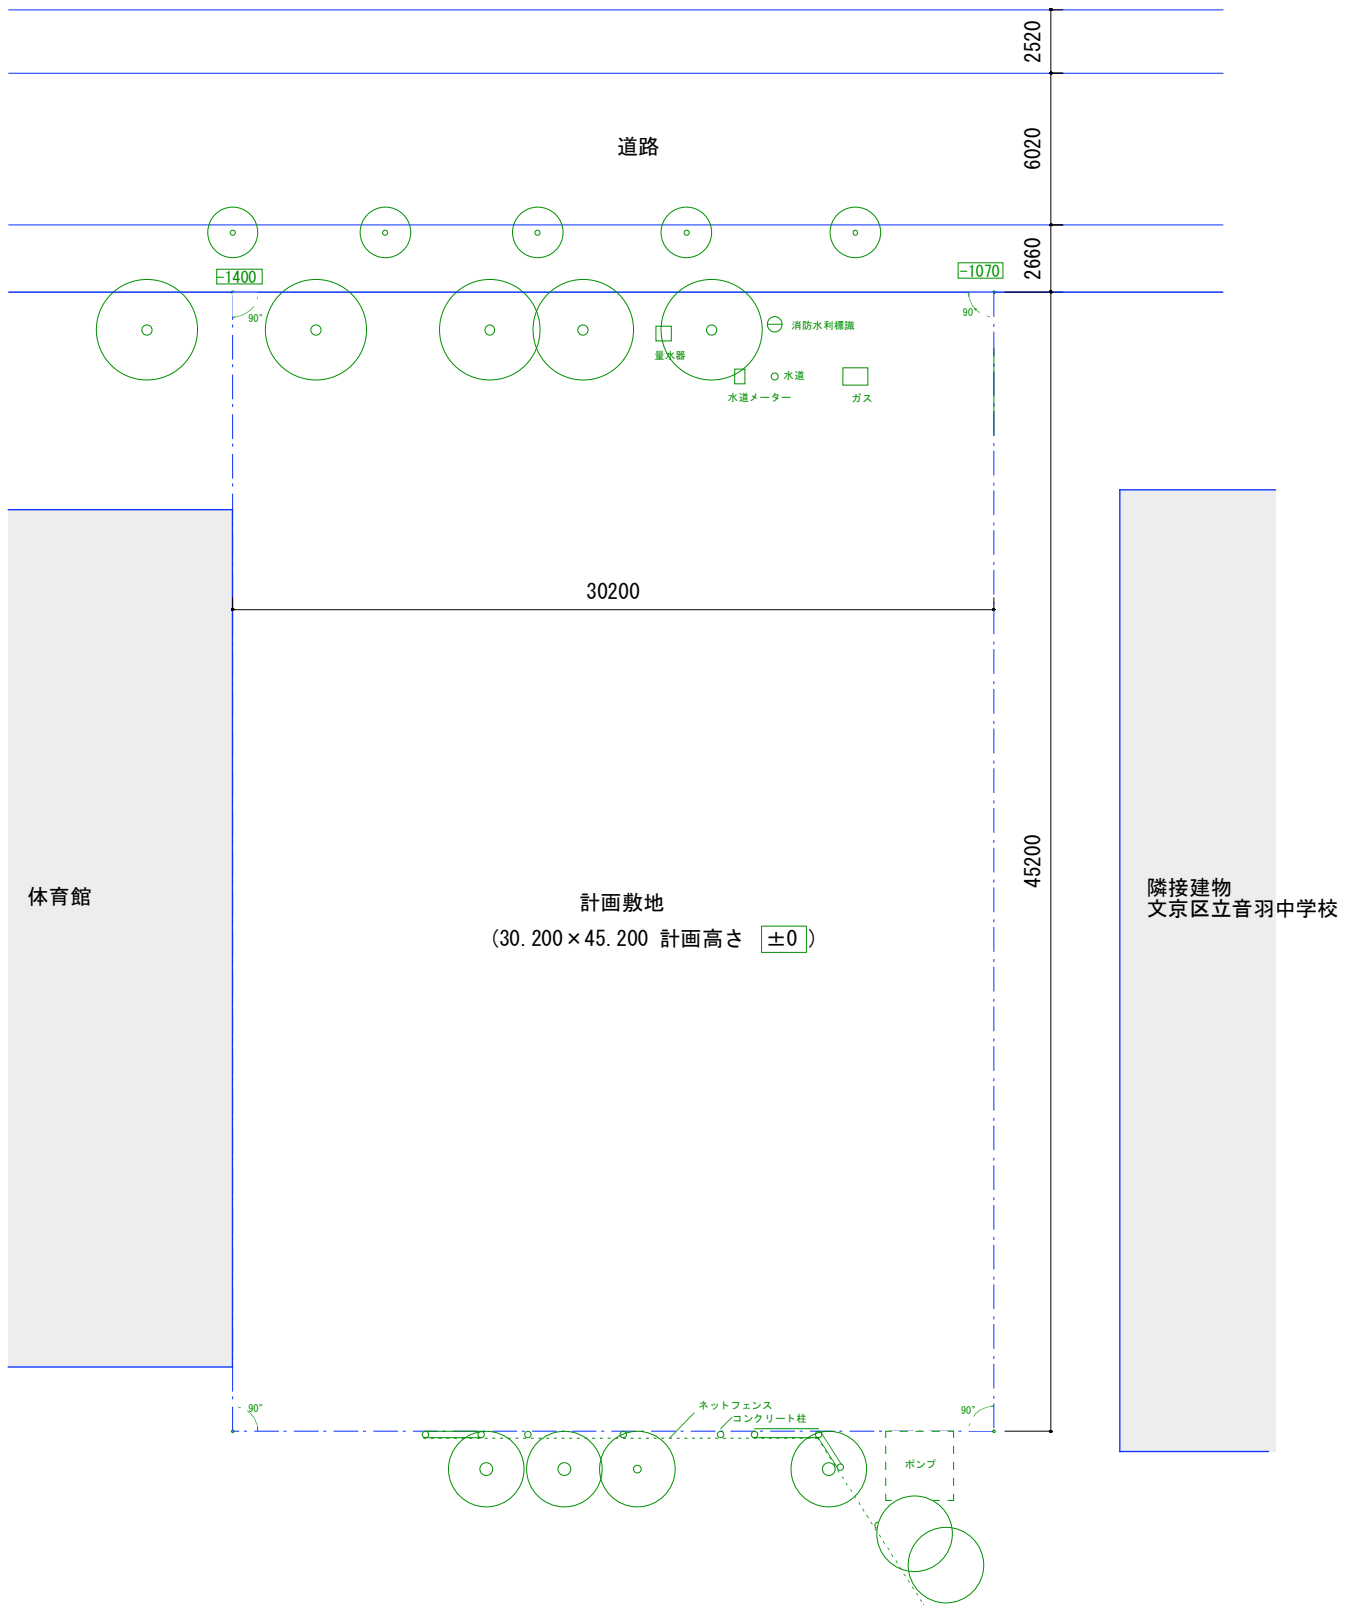 2520
道路
6020
2660
-1400
-1070
90°
90°
消防水利標識
量水器
水道
水道メーター
ガス
30200
45200
体育館
計画敷地
(30.200×45.200 計画高さ ±0)
隣接建物
文京区立音羽中学校
90°
ネットフェンス
コンクリート柱
90°
ポンプ